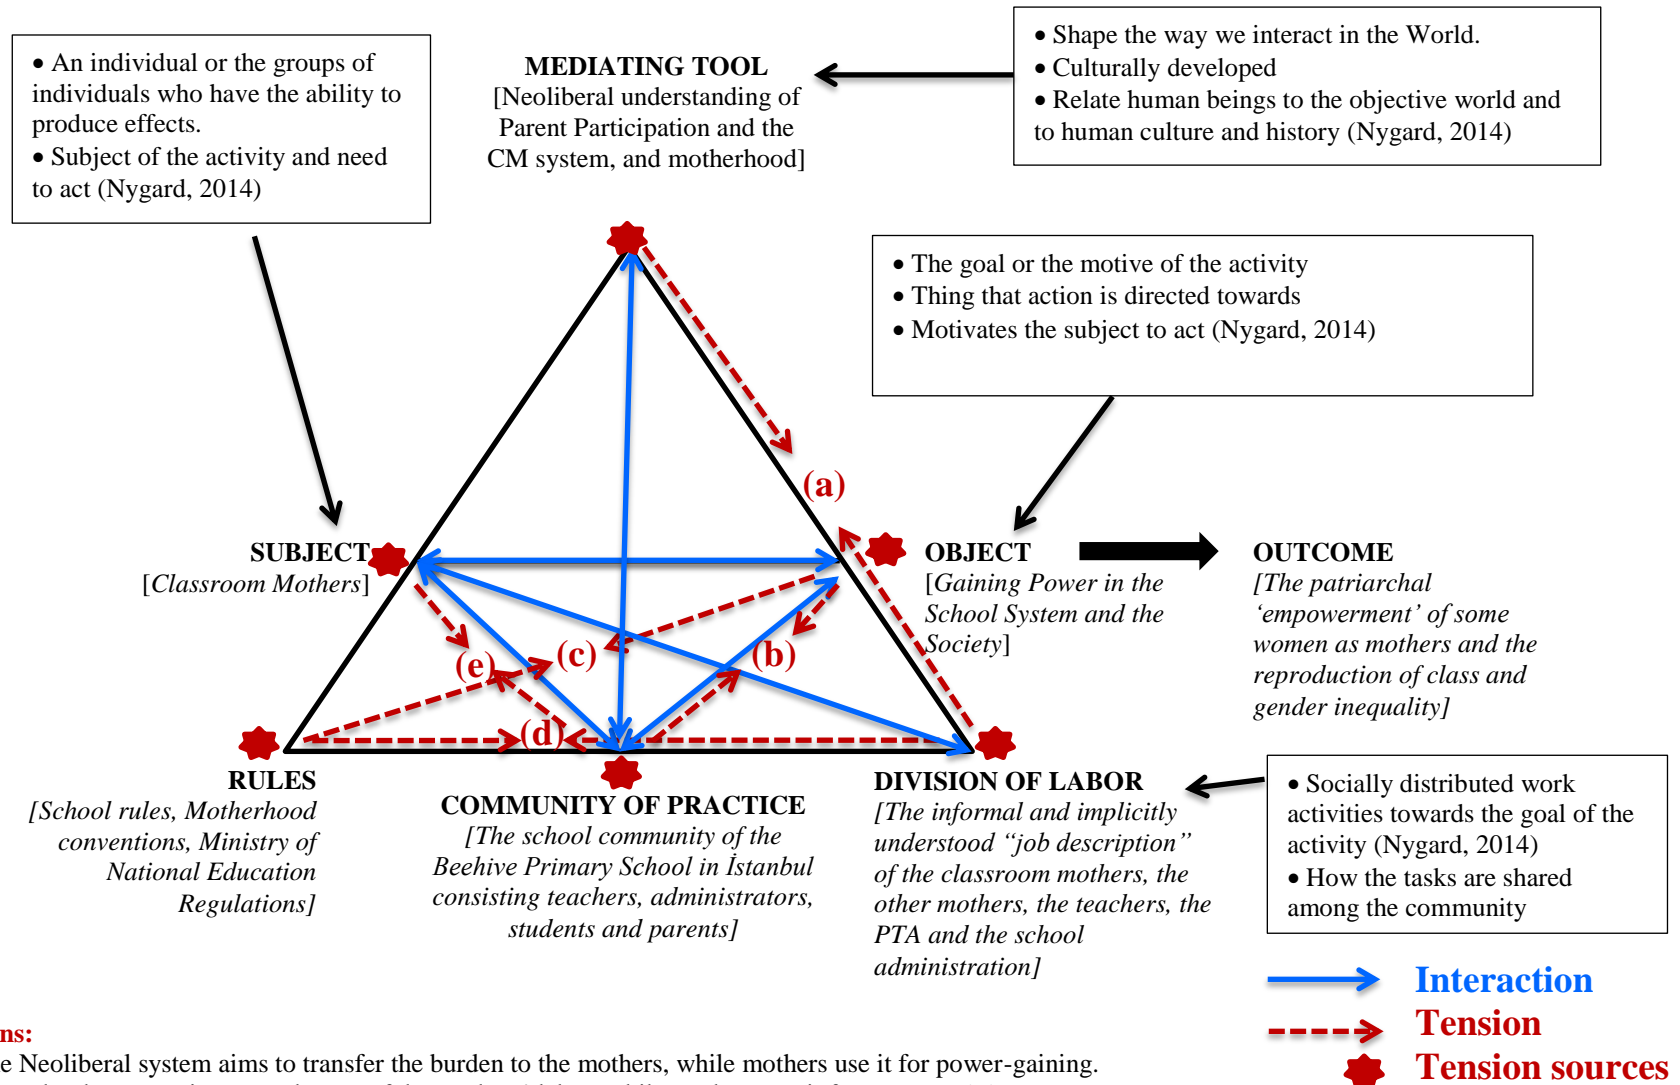 • An individual or the groups of
individuals who have the ability to
produce effects.
• Subject of the activity and need
to act (Nygard, 2014)
MEDIATING TOOL
[Neoliberal understanding of
Parent Participation and the
CM system, and motherhood]
• Shape the way we interact in the World.
• Culturally developed
• Relate human beings to the objective world and
to human culture and history (Nygard, 2014)
• The goal or the motive of the activity
• Thing that action is directed towards
• Motivates the subject to act (Nygard, 2014)
(a)
SUBJECT
[Classroom Mothers]
OBJECT
[Gaining Power in the
School System and the
Society]
OUTCOME
[The patriarchal
‘empowerment’ of some
women as mothers and the
reproduction of class and
gender inequality]
(e)
(c)
(b)
(d)
RULES
[School rules, Motherhood
conventions, Ministry of
National Education
Regulations]
COMMUNITY OF PRACTICE
[The school community of the
Beehive Primary School in İstanbul
consisting teachers, administrators,
students and parents]
DIVISION OF LABOR
[The informal and implicitly
understood “job description”
of the classroom mothers, the
other mothers, the teachers, the
PTA and the school
administration]
• Socially distributed work
activities towards the goal of the
activity (Nygard, 2014)
• How the tasks are shared
among the community
Interaction
Tension
Tension sources
ns:
e Neoliberal system aims to transfer the burden to the mothers, while mothers use it for power-gaining.